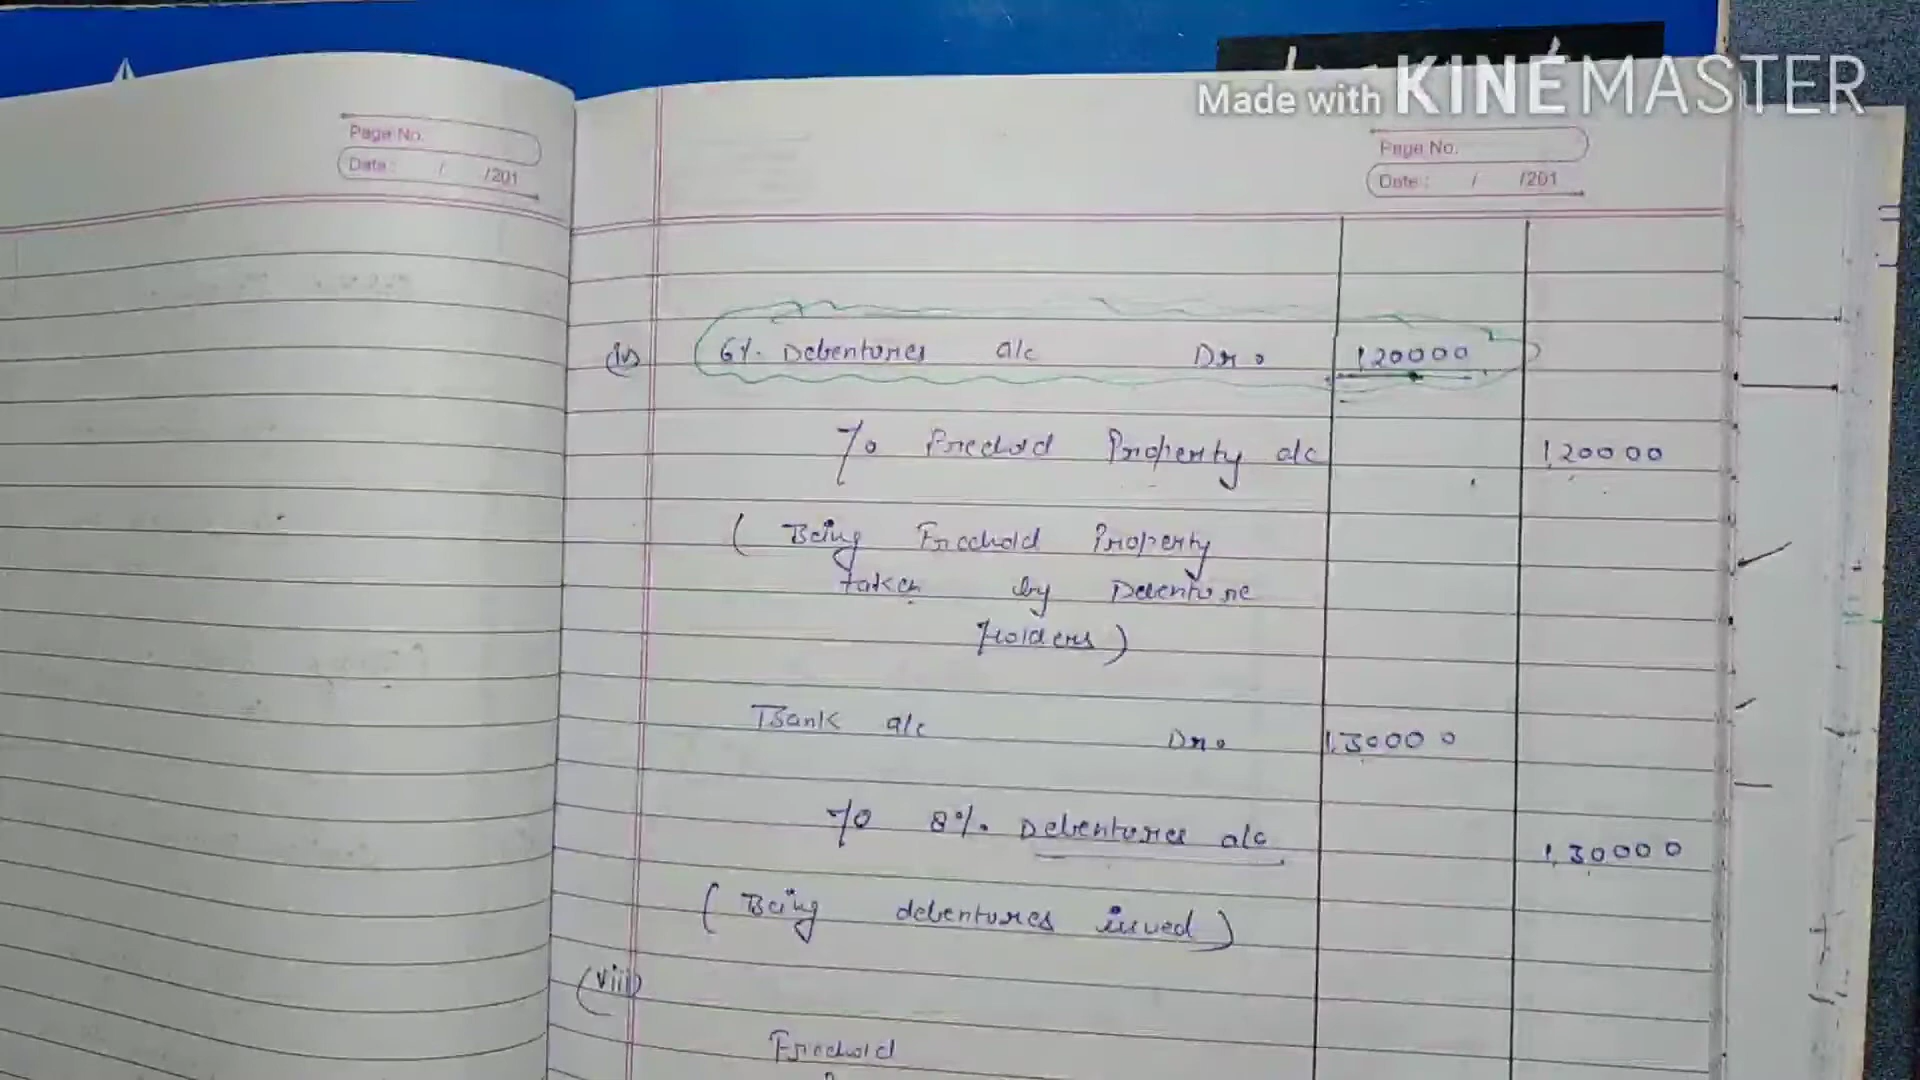 Made with KINEMASTER
Page No.
Date: / /201
Page No.
Date: / /201
(iv) 6%. Debentures a/c Dr. 1,20000
To Freehold Property a/c 1,20000
( Being Freehold Property
taken by Debenture
Holders )
Bank a/c Dr. 1,30000
To 8%. Debentures a/c 1,30000
( Being debentures issued )
(viii)
Freehold